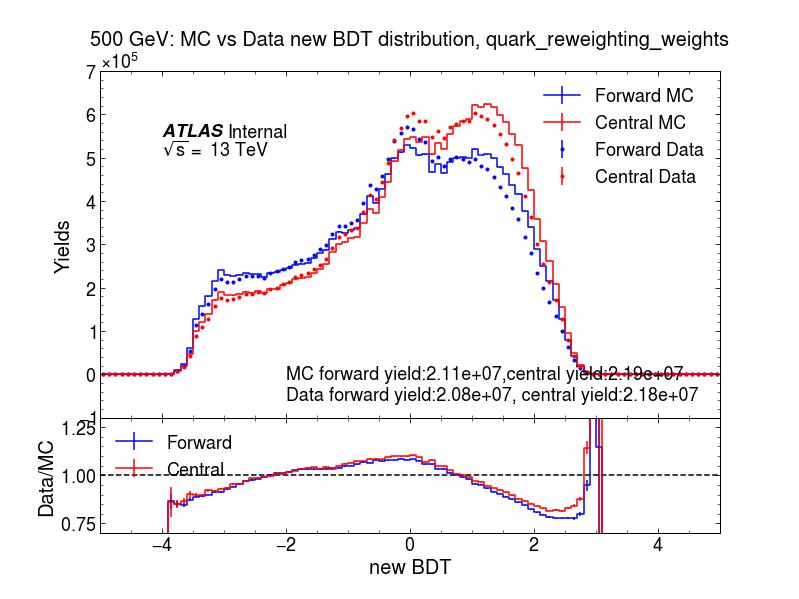 500 GeV: MC vs Data new BDT distribution, quark_reweighting_weights
×10⁵
7
6
5
4
3
2
1
0
−1
Yields
ATLAS Internal
√s = 13 TeV
Forward MC
Central MC
Forward Data
Central Data
MC forward yield:2.11e+07,central yield:2.19e+07
Data forward yield:2.08e+07, central yield:2.18e+07
1.25
1.00
0.75
Data/MC
Forward
Central
−4 −2 0 2 4
new BDT